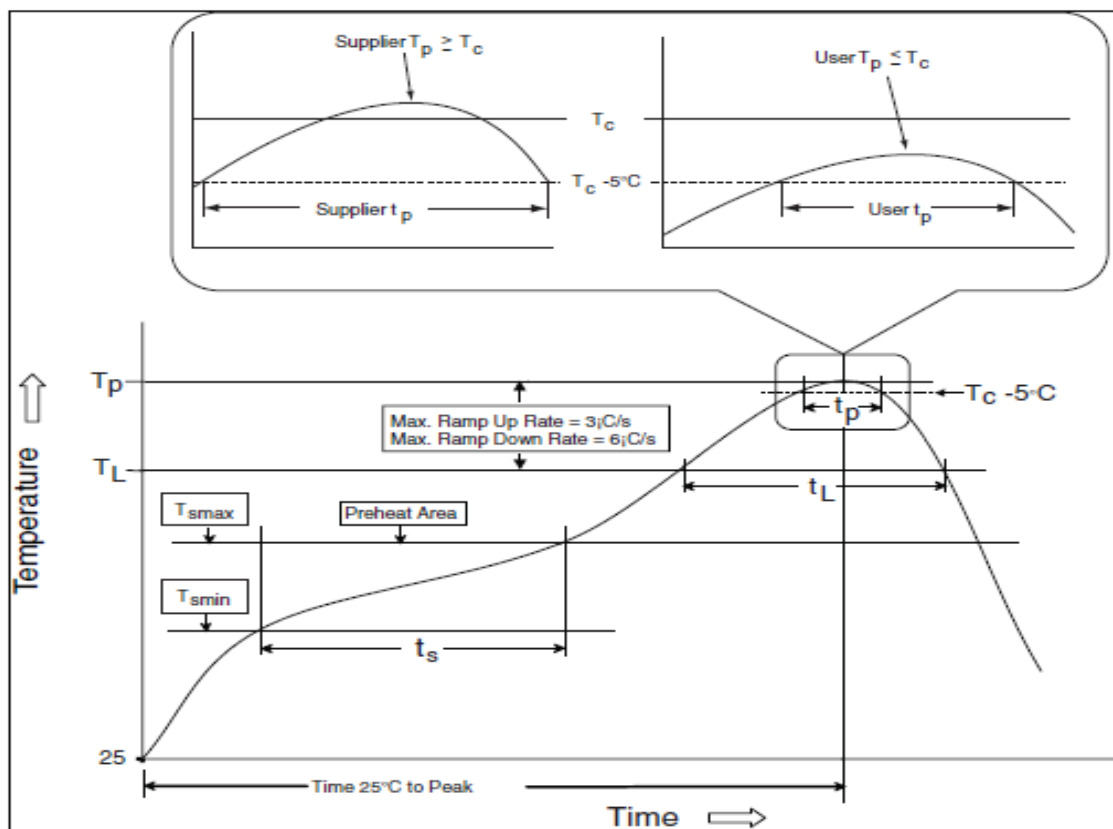 Supplier Tp ≥ Tc
User Tp ≤ Tc
Tc
Tc -5°C
Supplier tp
User tp
Tp
Tc -5°C
tp
Max. Ramp Up Rate = 3¡C/s
Max. Ramp Down Rate = 6¡C/s
TL
tL
Tsmax
Preheat Area
Tsmin
ts
Temperature
25
Time 25°C to Peak
Time